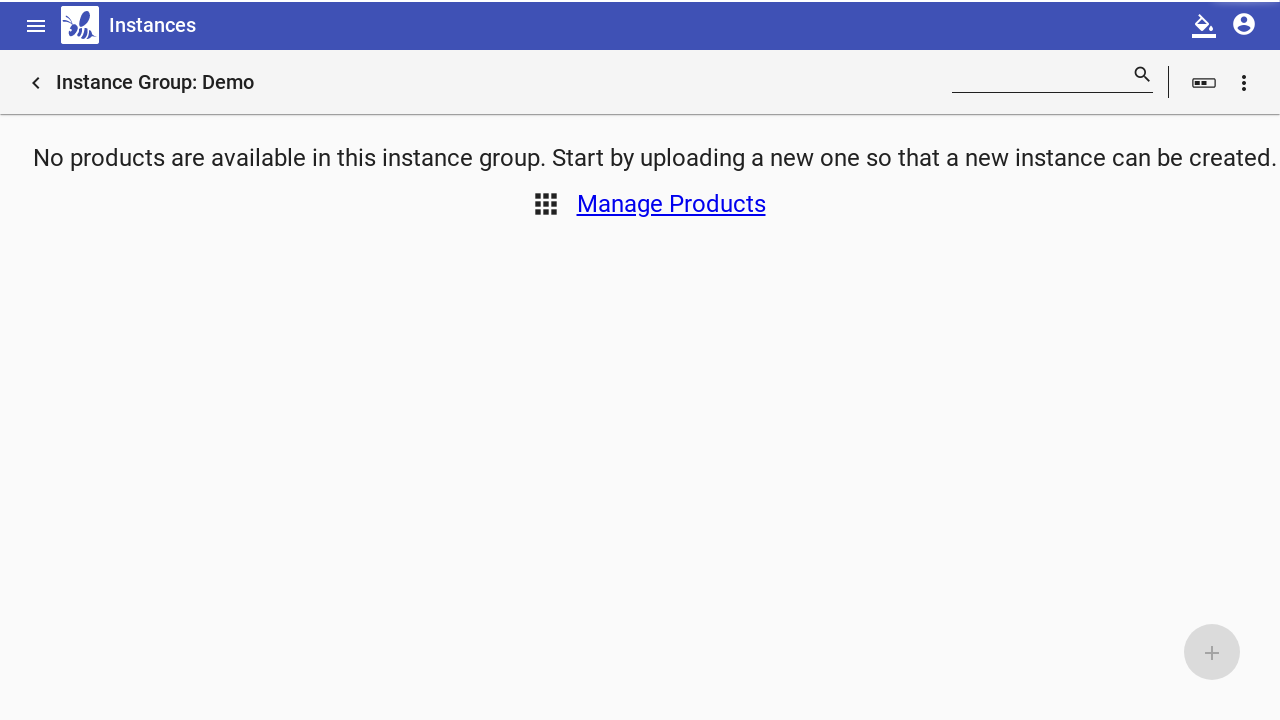 Instances
Instance Group: Demo
No products are available in this instance group. Start by uploading a new one so that a new instance can be created.
Manage Products